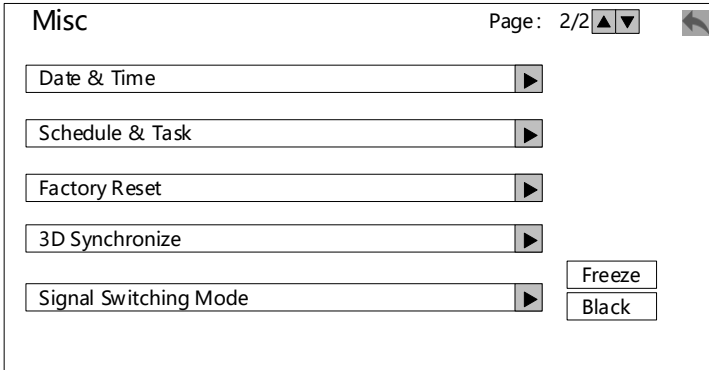 Misc
Page: 2/2
Date & Time
Schedule & Task
Factory Reset
3D Synchronize
Freeze
Signal Switching Mode
Black